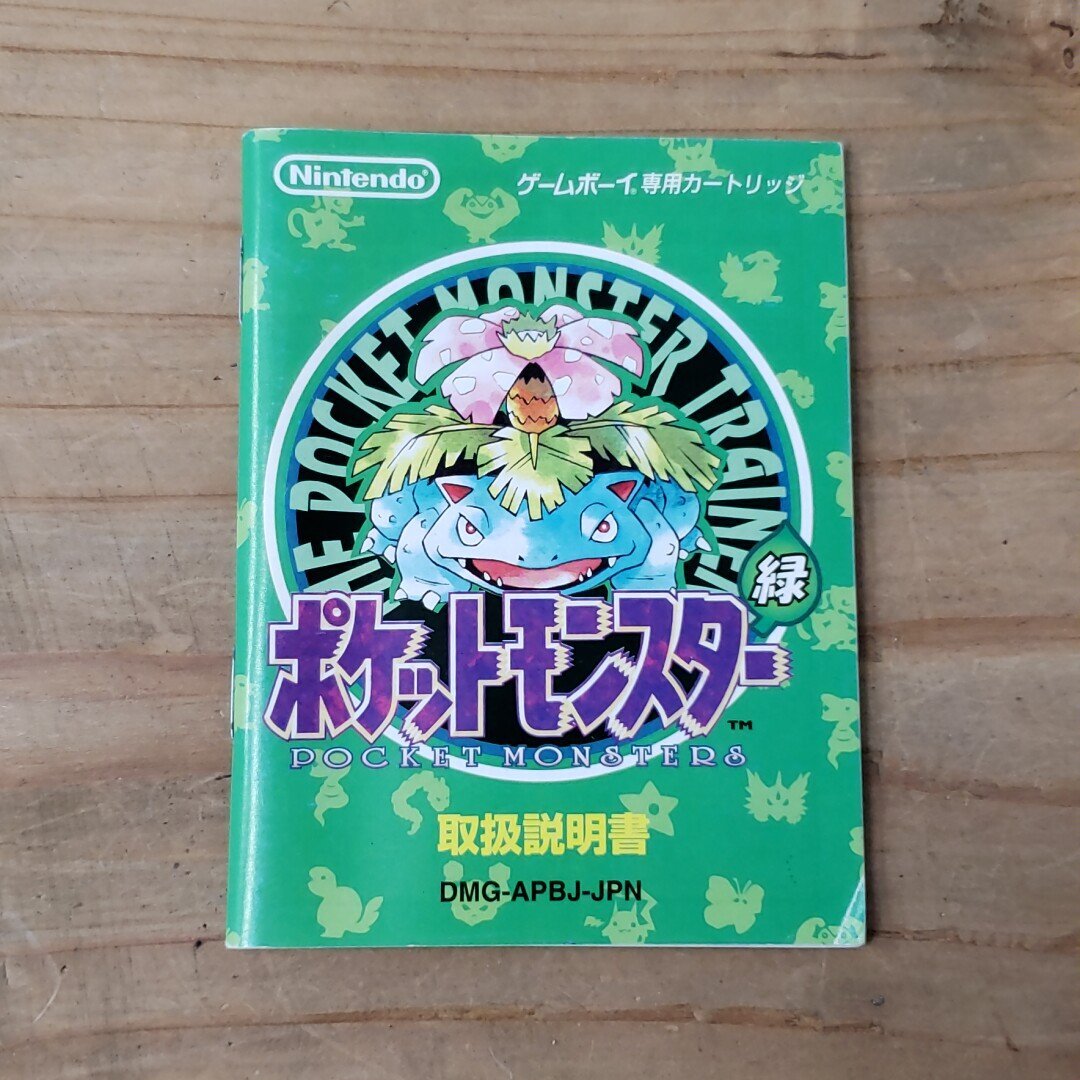 Nintendo
ゲームボーイ専用カートリッジ
POCKET MONSTER
緑
ポケットモンスター
TM
POCKET MONSTERS
取扱説明書
DMG-APBJ-JPN